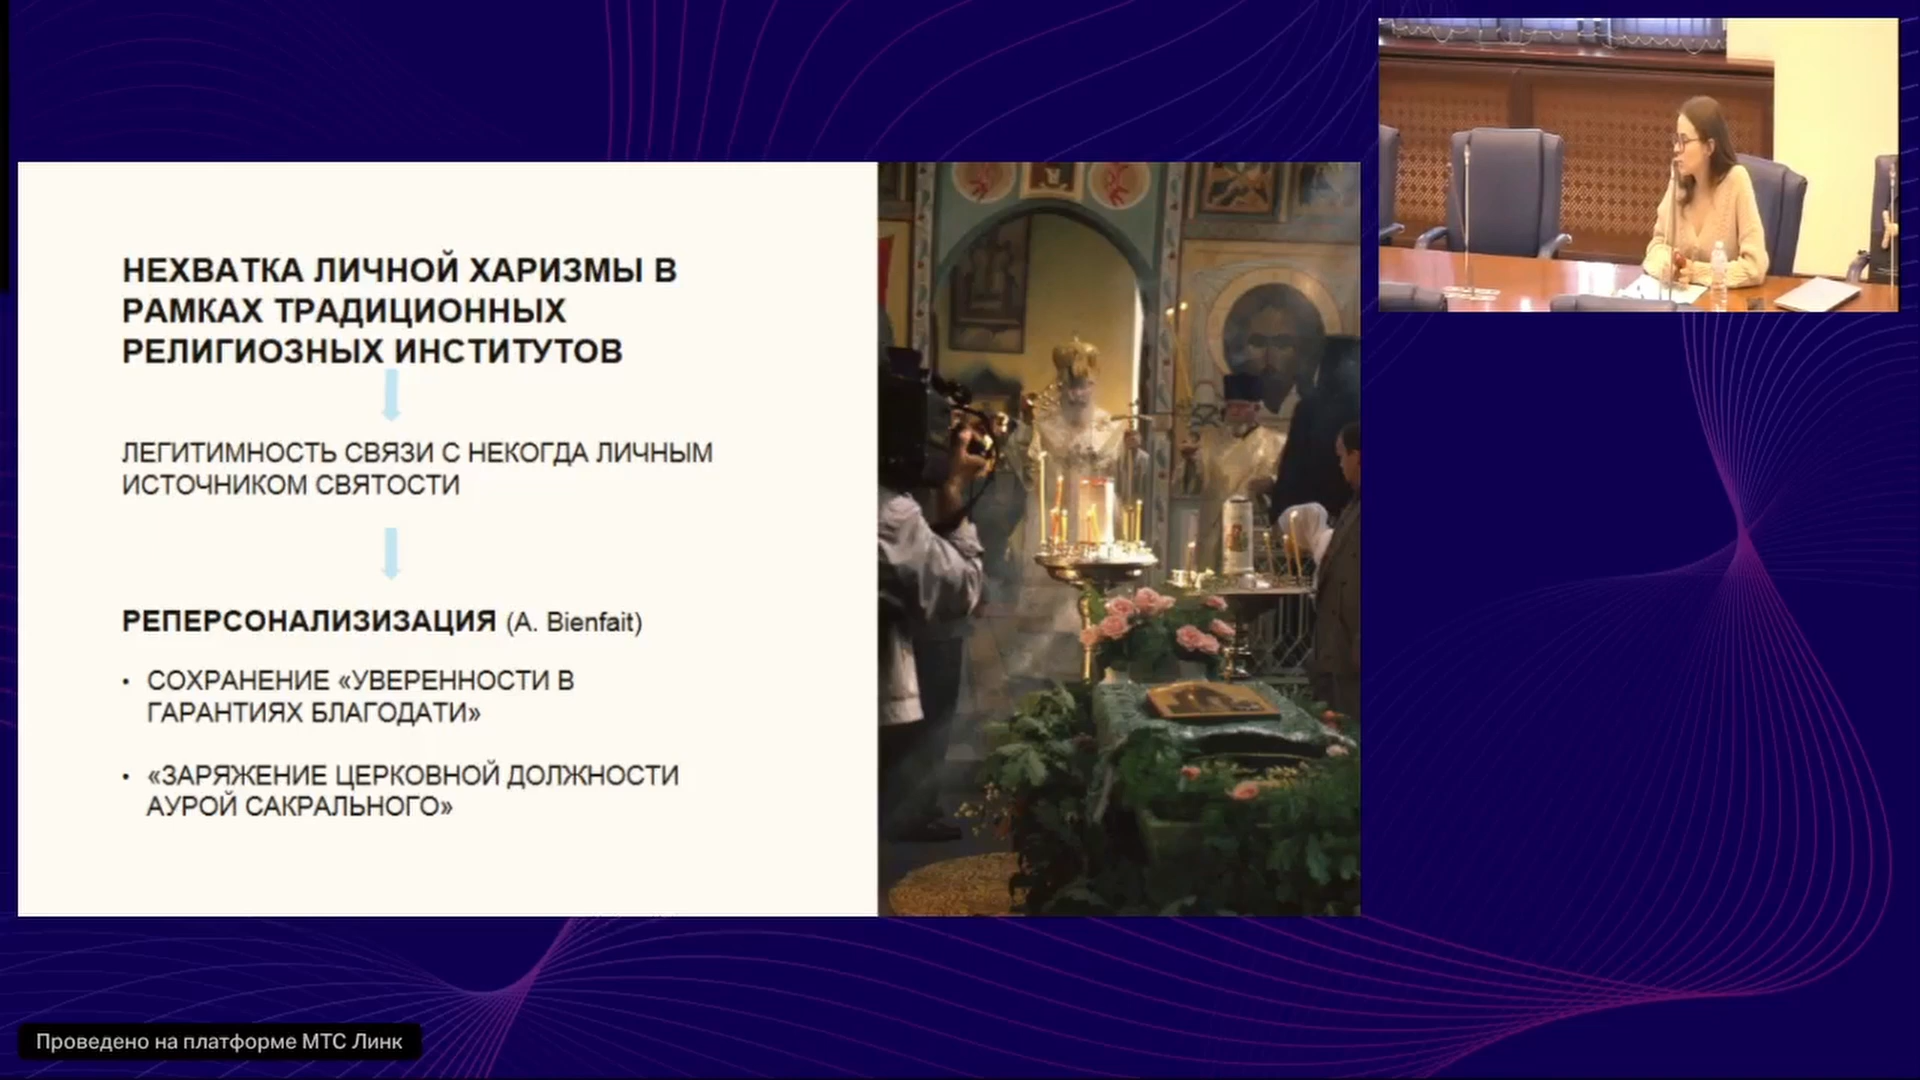 НЕХВАТКА ЛИЧНОЙ ХАРИЗМЫ В
РАМКАХ ТРАДИЦИОННЫХ
РЕЛИГИОЗНЫХ ИНСТИТУТОВ
ЛЕГИТИМНОСТЬ СВЯЗИ С НЕКОГДА ЛИЧНЫМ
ИСТОЧНИКОМ СВЯТОСТИ
РЕПЕРСОНАЛИЗИЗАЦИЯ (A. Bienfait)
• СОХРАНЕНИЕ «УВЕРЕННОСТИ В
ГАРАНТИЯХ БЛАГОДАТИ»
• «ЗАРЯЖЕНИЕ ЦЕРКОВНОЙ ДОЛЖНОСТИ
АУРОЙ САКРАЛЬНОГО»
Проведено на платформе МТС Линк